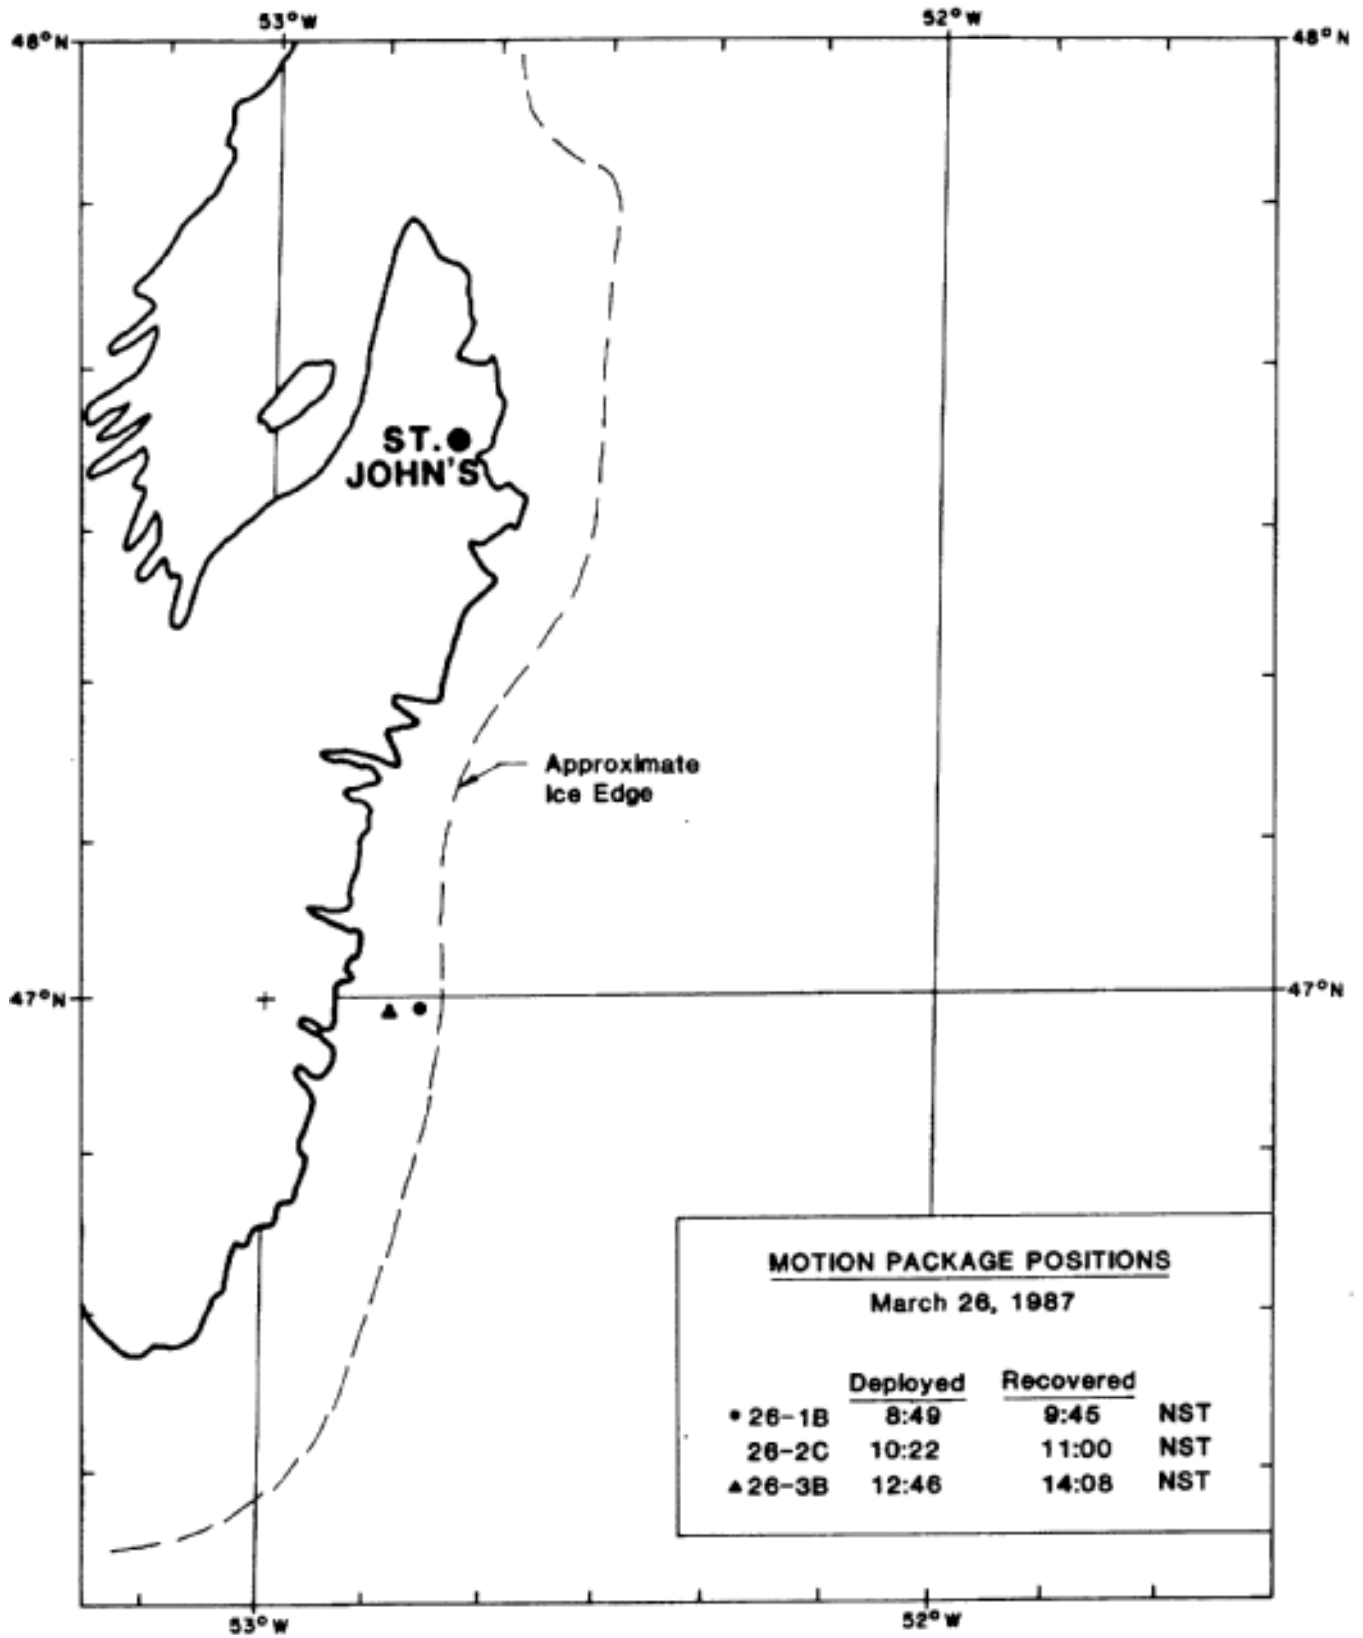 53°W
52°W
48°N
48°N
ST.
JOHN'S
Approximate
Ice Edge
47°N
47°N
MOTION PACKAGE POSITIONS
March 26, 1987
Deployed Recovered
26-1B 8:49 9:45 NST
26-2C 10:22 11:00 NST
26-3B 12:46 14:08 NST
53°W
52°W